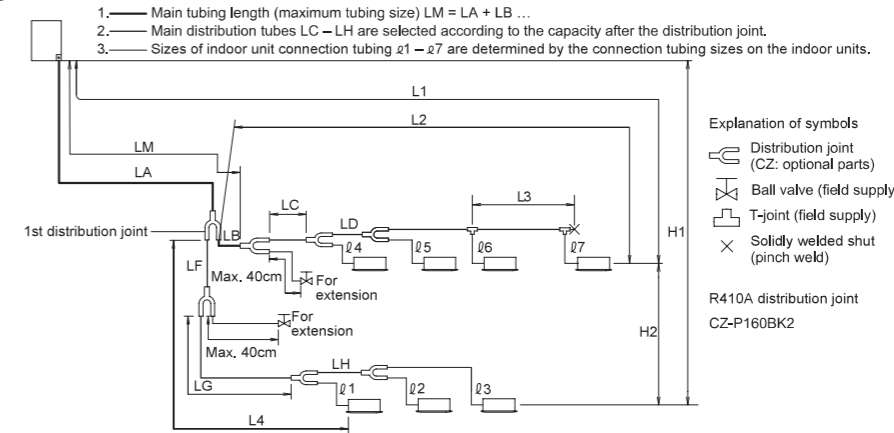 1. Main tubing length (maximum tubing size) LM = LA + LB ...
2. Main distribution tubes LC – LH are selected according to the capacity after the distribution joint.
3. Sizes of indoor unit connection tubing ℓ1 – ℓ7 are determined by the connection tubing sizes on the indoor units.
L1
L2
LM
LA
LC
L3
1st distribution joint
LB
LD
ℓ4
ℓ5
ℓ6
ℓ7
LF
Max. 40cm
For
extension
H1
For
extension
Max. 40cm
H2
LG
LH
ℓ1
ℓ2
ℓ3
L4
Explanation of symbols
Distribution joint
(CZ: optional parts)
Ball valve (field supply
T-joint (field supply)
Solidly welded shut
(pinch weld)
R410A distribution joint
CZ-P160BK2